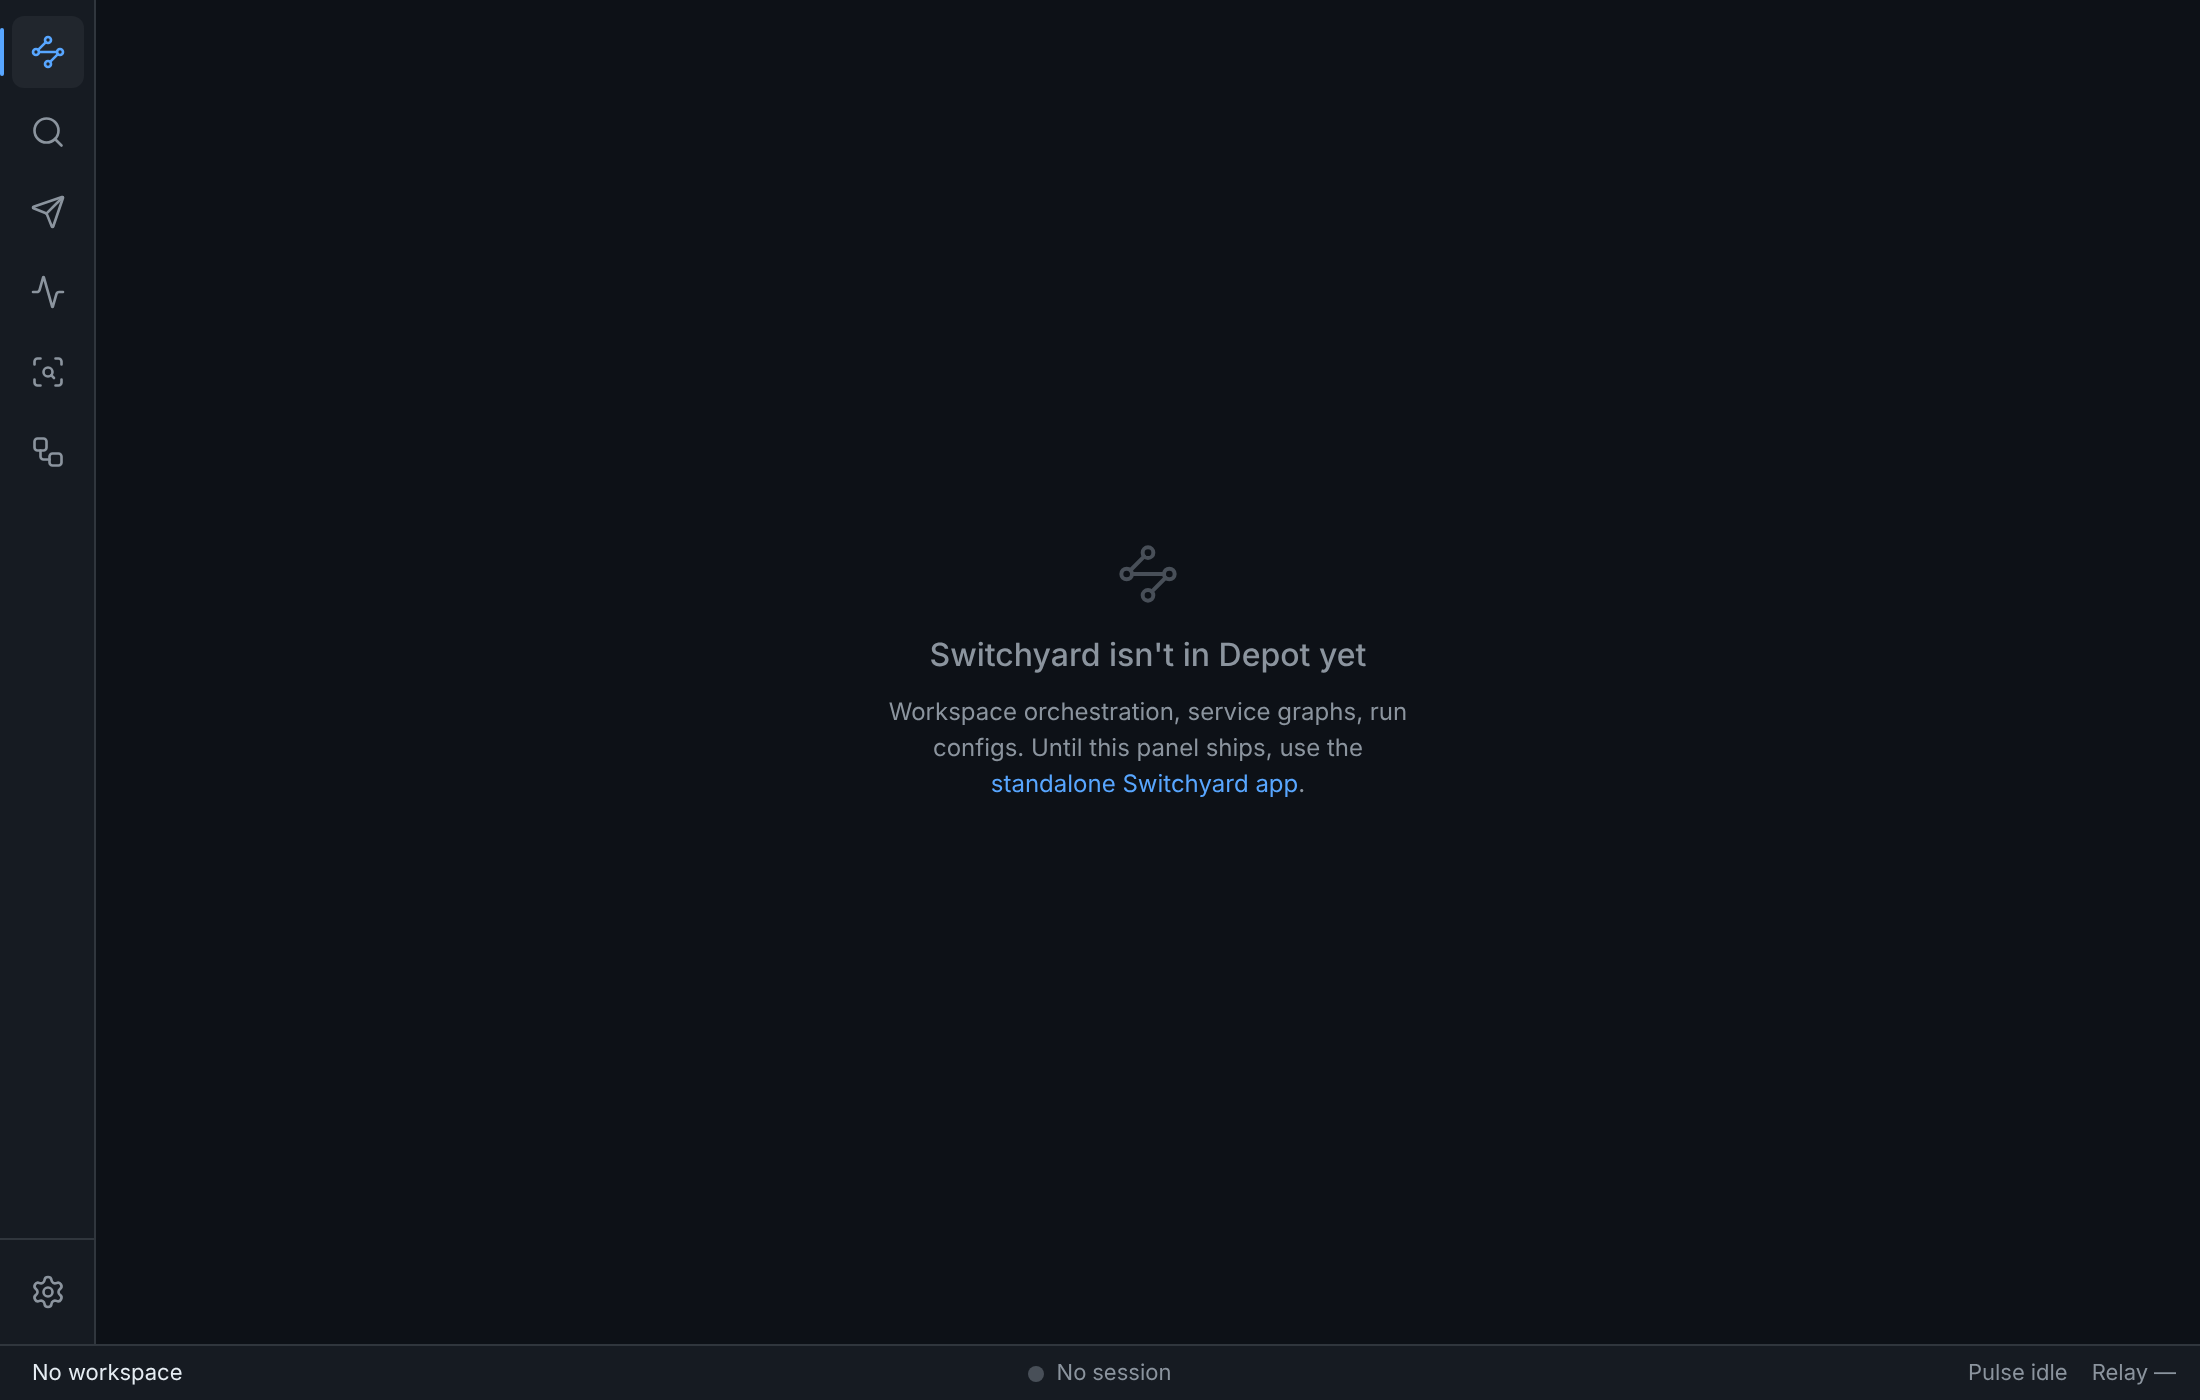 Switchyard isn't in Depot yet
Workspace orchestration, service graphs, run
configs. Until this panel ships, use the
standalone Switchyard app.
No workspace
No session
Pulse idle
Relay —